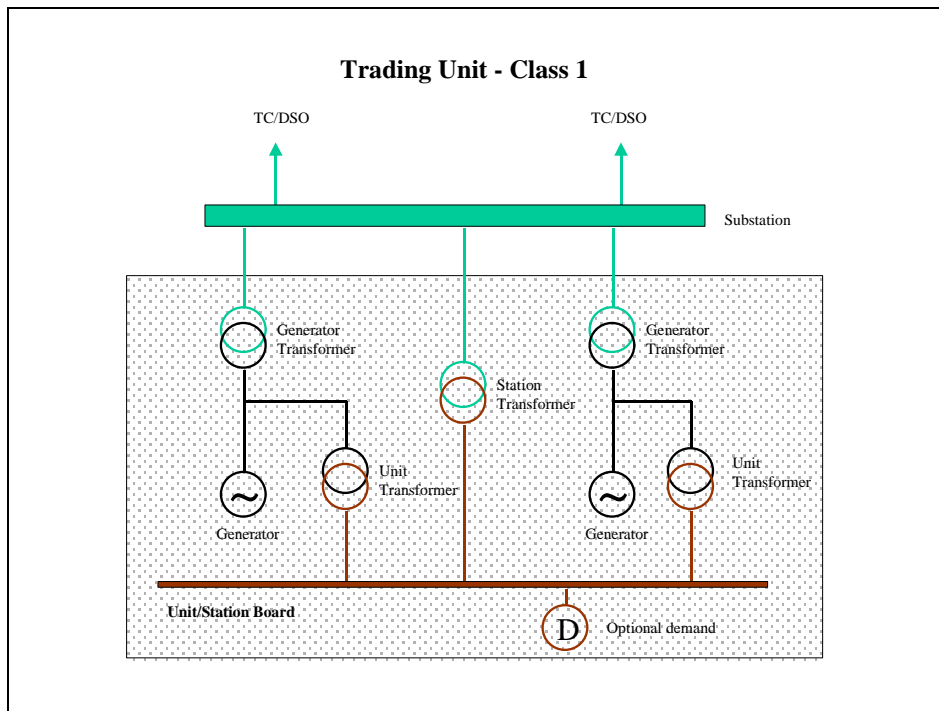 Trading Unit - Class 1
TC/DSO
TC/DSO
Substation
Generator
Transformer
Generator
Transformer
Station
Transformer
Unit
Transformer
Unit
Transformer
~
~
Generator
Generator
Unit/Station Board
D
Optional demand